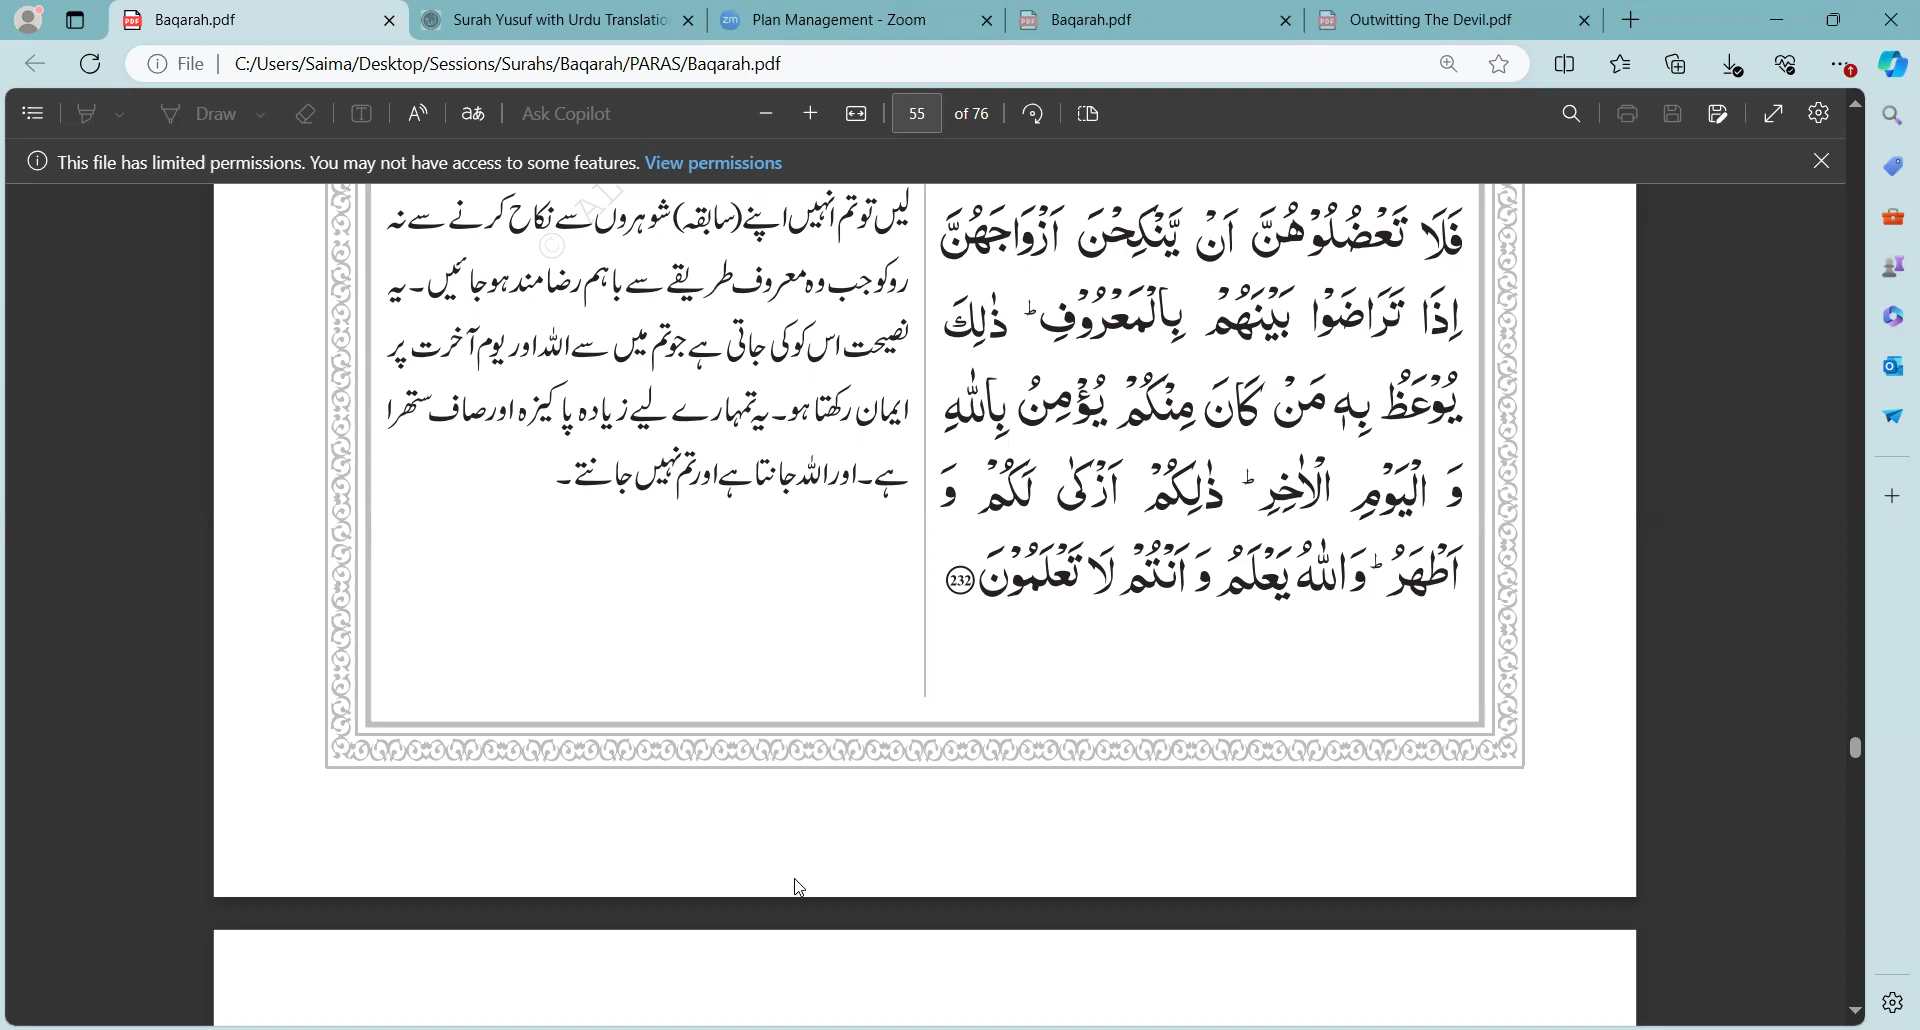 Baqarah.pdf
Surah Yusuf with Urdu Translatio
Plan Management - Zoom
Baqarah.pdf
Outwitting The Devil.pdf
File
C:/Users/Saima/Desktop/Sessions/Surahs/Baqarah/PARAS/Baqarah.pdf
Draw
Ask Copilot
55 of 76
This file has limited permissions. You may not have access to some features. View permissions
فَلَا تَعْضُلُوْهُنَّ اَنْ يَّنْكِحْنَ اَزْوَاجَهُنَّ
اِذَا تَرَاضَوْا بَيْنَهُمْ بِالْمَعْرُوْفِ ؕ ذٰلِكَ
يُوْعَظُ بِهٖ مَنْ كَانَ مِنْكُمْ يُؤْمِنُ بِاللّٰهِ
وَ الْيَوْمِ الْاٰخِرِ ؕ ذٰلِكُمْ اَزْكٰى لَكُمْ وَ
اَطْهَرُ ؕ وَاللّٰهُ يَعْلَمُ وَ اَنْتُمْ لَا تَعْلَمُوْنَ 232
لیں تو تم انہیں اپنے (سابقہ) شوہروں سے نکاح کرنے سے نہ
روکو جب وہ معروف طریقے سے باہم رضامند ہو جائیں۔ یہ
نصیحت اس کو کی جاتی ہے جو تم میں سے اللہ اور یوم آخرت پر
ایمان رکھتا ہو۔ یہ تمہارے لیے زیادہ پاکیزہ اور صاف ستھرا
ہے۔ اور اللہ جانتا ہے اور تم نہیں جانتے۔